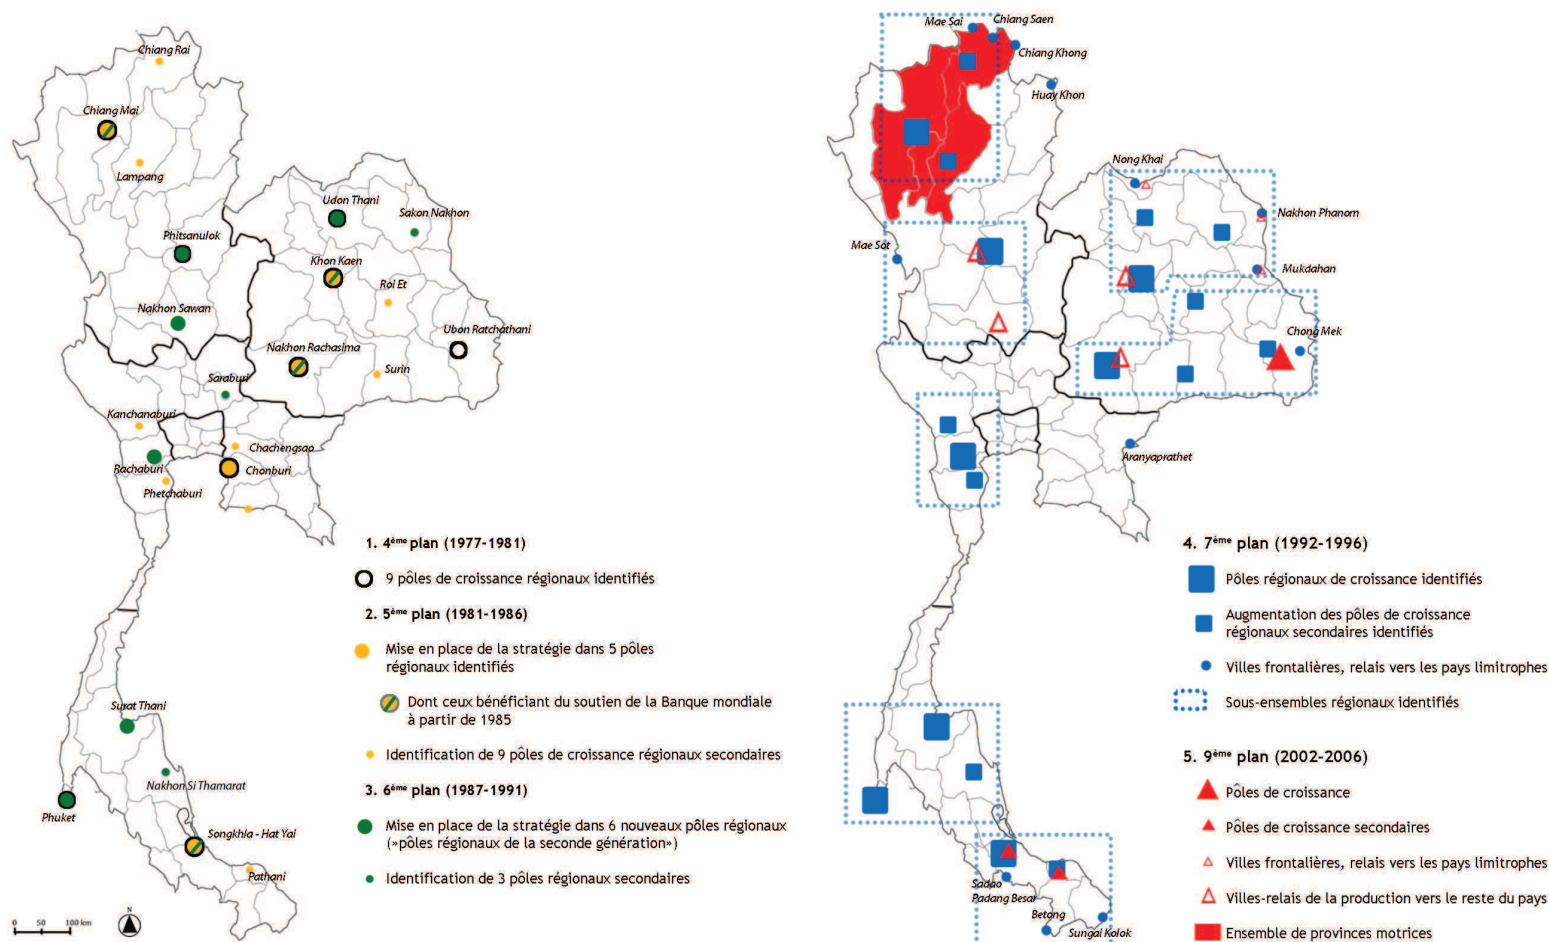 Chiang Rai
Chiang Mai
Lampang
Udon Thani
Sakon Nakhon
Phitsanulok
Khon Kaen
Roi Et
Nakhon Sawan
Ubon Ratchathani
Nakhon Rachasima
Surin
Saraburi
Kanchanaburi
Chachengsao
Rachaburi
Chonburi
Phetchaburi
Surat Thani
Nakhon Si Thamarat
Phuket
Songkhla - Hat Yai
Pathani
0 50 100 km
N
1. 4ème plan (1977-1981)
9 pôles de croissance régionaux identifiés
2. 5ème plan (1981-1986)
Mise en place de la stratégie dans 5 pôles
régionaux identifiés
Dont ceux bénéficiant du soutien de la Banque mondiale
à partir de 1985
Identification de 9 pôles de croissance régionaux secondaires
3. 6ème plan (1987-1991)
Mise en place de la stratégie dans 6 nouveaux pôles régionaux
(»pôles régionaux de la seconde génération»)
Identification de 3 pôles régionaux secondaires
Mae Sai
Chiang Saen
Chiang Khong
Huay Khon
Nong Khai
Nakhon Phanom
Mae Sot
Mukdahan
Chong Mek
Aranyaprathet
Sadao
Padang Besar
Betong
Sungai Kolok
4. 7ème plan (1992-1996)
Pôles régionaux de croissance identifiés
Augmentation des pôles de croissance
régionaux secondaires identifiés
Villes frontalières, relais vers les pays limitrophes
Sous-ensembles régionaux identifiés
5. 9ème plan (2002-2006)
Pôles de croissance
Pôles de croissance secondaires
Villes frontalières, relais vers les pays limitrophes
Villes-relais de la production vers le reste du pays
Ensemble de provinces motrices